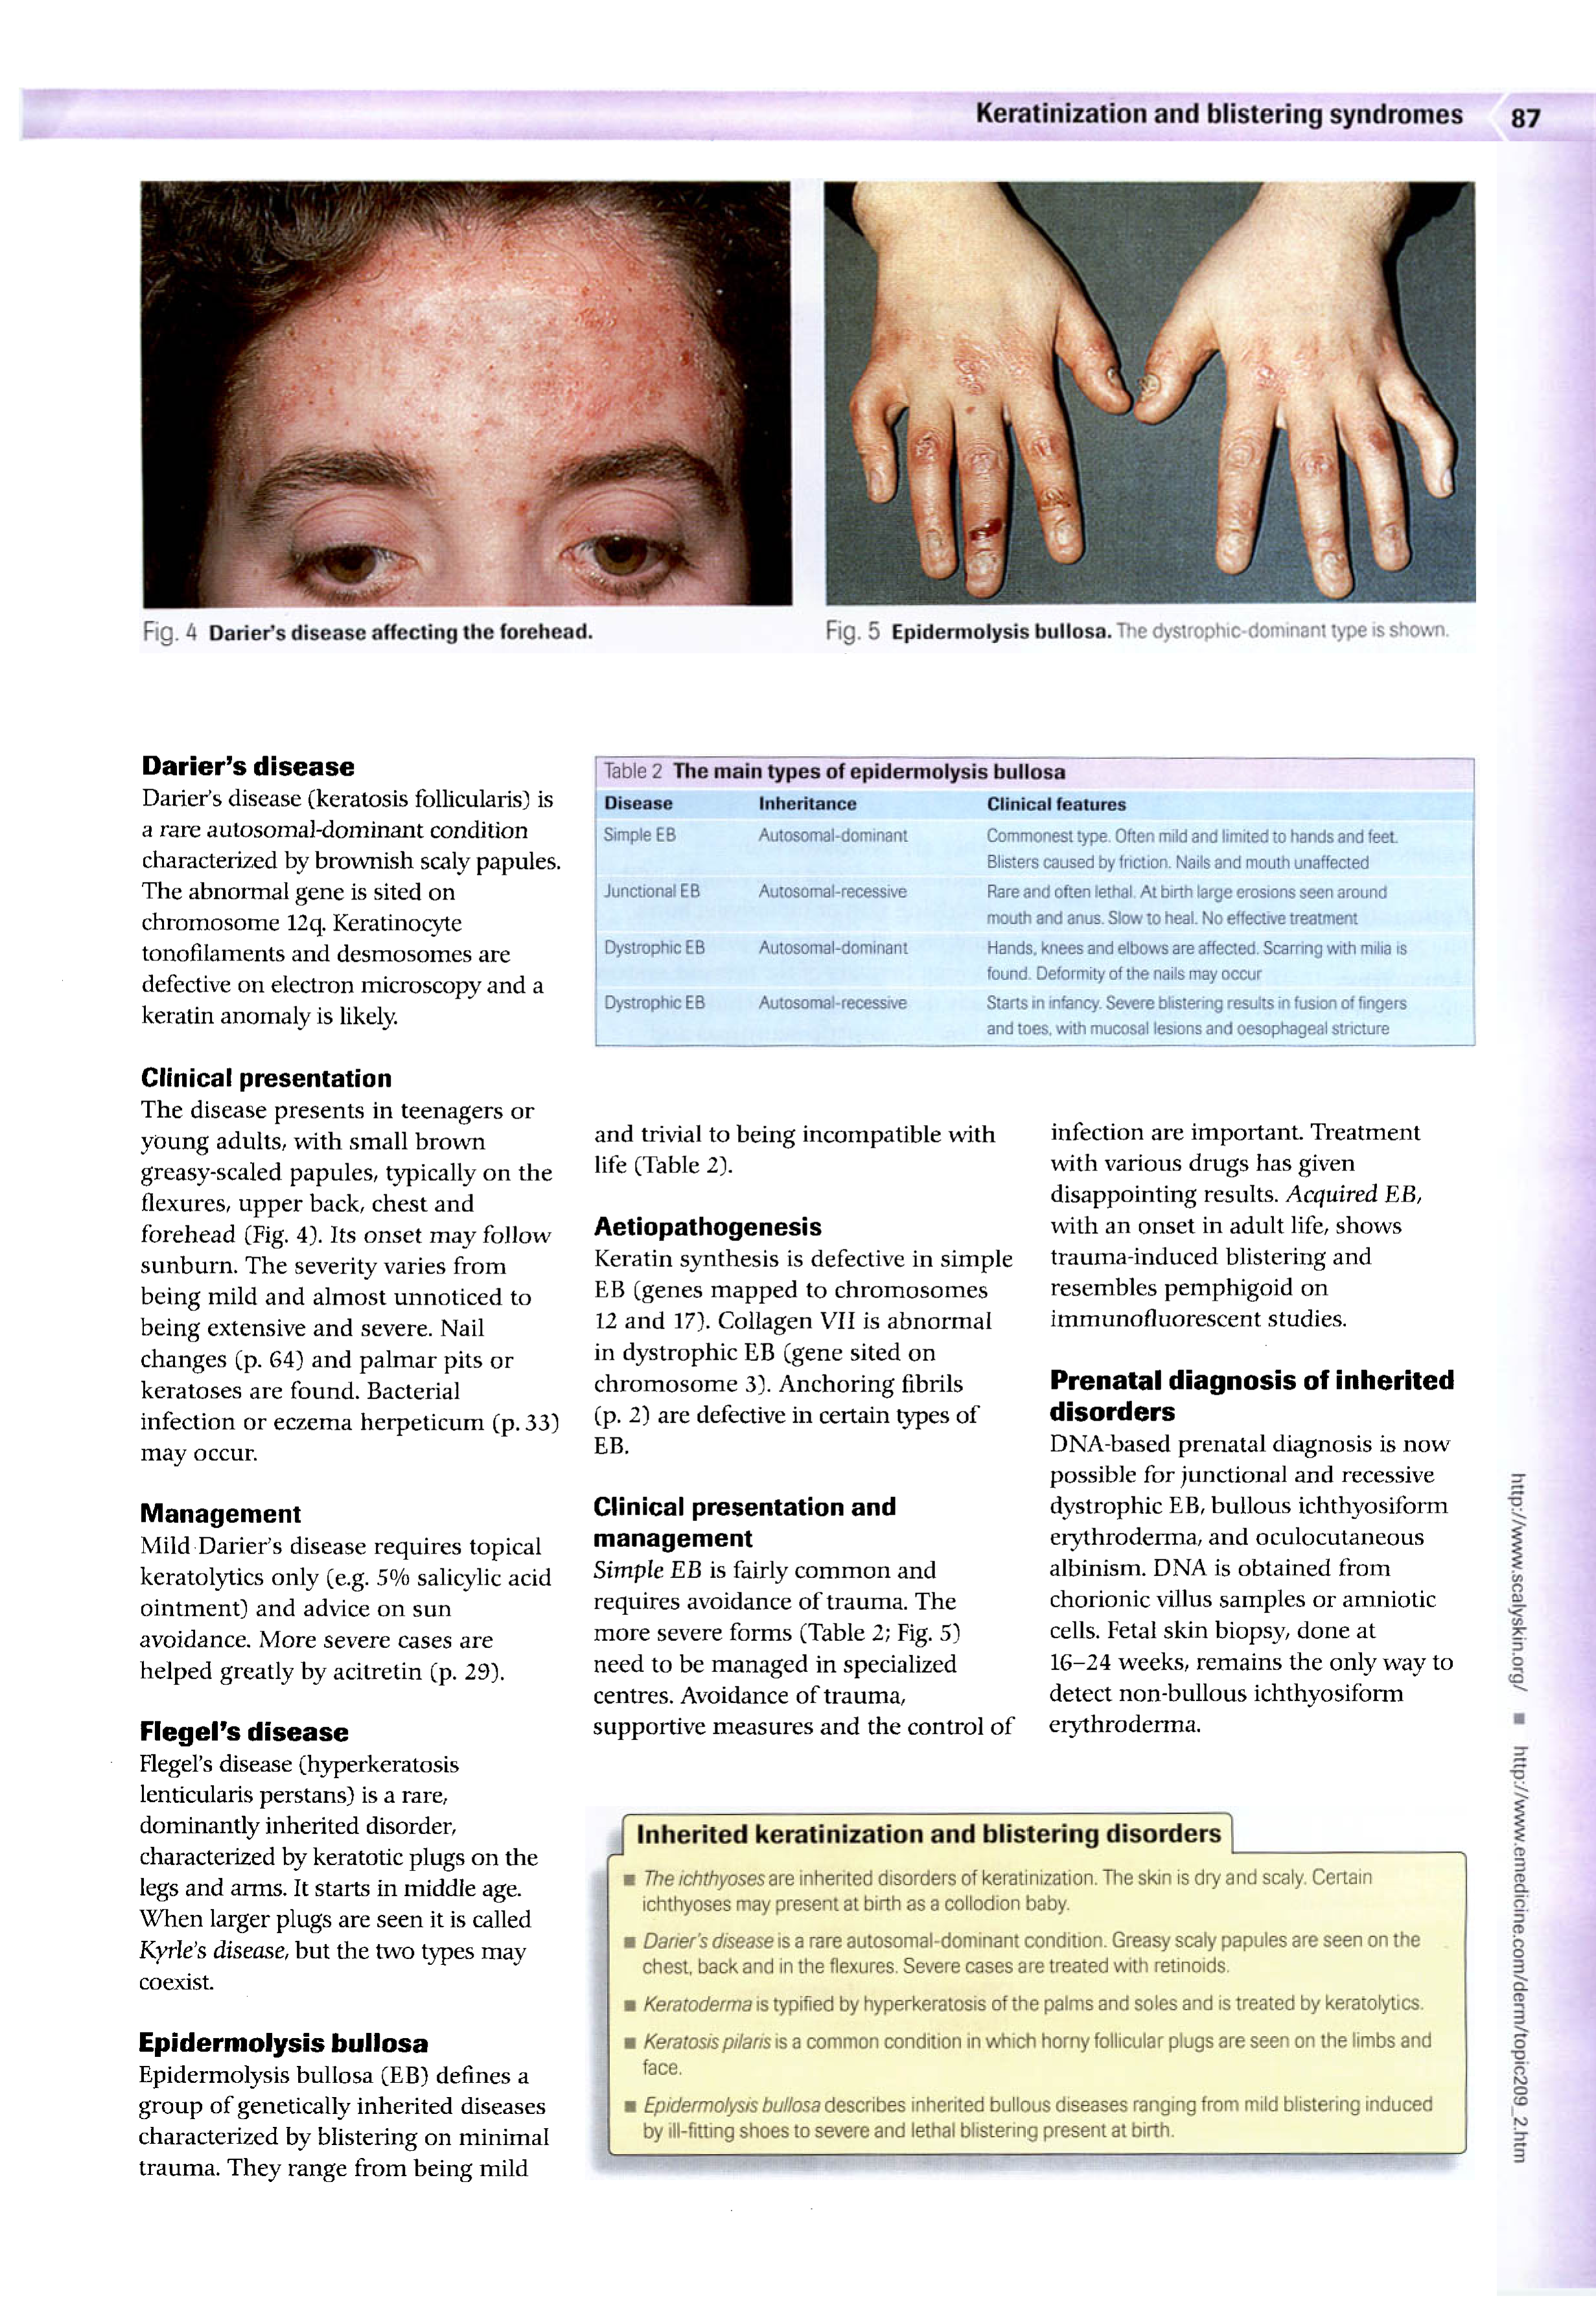 Keratinization and blistering syndromes
87
Fig. 4 Darier's disease affecting the forehead.
Fig. 5 Epidermolysis bullosa. The dystrophic-dominant type is shown.
Darier's disease
Darier's disease (keratosis follicularis) is
a rare autosomal-dominant condition
characterized by brownish scaly papules.
The abnormal gene is sited on
chromosome 12q. Keratinocyte
tonofilaments and desmosomes are
defective on electron microscopy and a
keratin anomaly is likely.
Clinical presentation
The disease presents in teenagers or
young adults, with small brown
greasy-scaled papules, typically on the
flexures, upper back, chest and
forehead (Fig. 4). Its onset may follow
sunburn. The severity varies from
being mild and almost unnoticed to
being extensive and severe. Nail
changes (p. 64) and palmar pits or
keratoses are found. Bacterial
infection or eczema herpeticum (p. 33)
may occur.
Management
Mild Darier's disease requires topical
keratolytics only (e.g. 5% salicylic acid
ointment) and advice on sun
avoidance. More severe cases are
helped greatly by acitretin (p. 29).
Flegel's disease
Flegel's disease (hyperkeratosis
lenticularis perstans) is a rare,
dominantly inherited disorder,
characterized by keratotic plugs on the
legs and arms. It starts in middle age.
When larger plugs are seen it is called
Kyrle's disease, but the two types may
coexist.
Epidermolysis bullosa
Epidermolysis bullosa (EB) defines a
group of genetically inherited diseases
characterized by blistering on minimal
trauma. They range from being mild
Table 2 The main types of epidermolysis bullosa
Disease Inheritance Clinical features
Simple EB Autosomal-dominant Commonest type. Often mild and limited to hands and feet.
Blisters caused by friction. Nails and mouth unaffected
Junctional EB Autosomal-recessive Rare and often lethal. At birth large erosions seen around
mouth and anus. Slow to heal. No effective treatment
Dystrophic EB Autosomal-dominant Hands, knees and elbows are affected. Scarring with milia is
found. Deformity of the nails may occur
Dystrophic EB Autosomal-recessive Starts in infancy. Severe blistering results in fusion of fingers
and toes, with mucosal lesions and oesophageal stricture
and trivial to being incompatible with
life (Table 2).
Aetiopathogenesis
Keratin synthesis is defective in simple
EB (genes mapped to chromosomes
12 and 17). Collagen VII is abnormal
in dystrophic EB (gene sited on
chromosome 3). Anchoring fibrils
(p. 2) are defective in certain types of
EB.
Clinical presentation and
management
Simple EB is fairly common and
requires avoidance of trauma. The
more severe forms (Table 2; Fig. 5)
need to be managed in specialized
centres. Avoidance of trauma,
supportive measures and the control of
infection are important. Treatment
with various drugs has given
disappointing results. Acquired EB,
with an onset in adult life, shows
trauma-induced blistering and
resembles pemphigoid on
immunofluorescent studies.
Prenatal diagnosis of inherited
disorders
DNA-based prenatal diagnosis is now
possible for junctional and recessive
dystrophic EB, bullous ichthyosiform
erythroderma, and oculocutaneous
albinism. DNA is obtained from
chorionic villus samples or amniotic
cells. Fetal skin biopsy, done at
16–24 weeks, remains the only way to
detect non-bullous ichthyosiform
erythroderma.
Inherited keratinization and blistering disorders
■ The ichthyoses are inherited disorders of keratinization. The skin is dry and scaly. Certain
ichthyoses may present at birth as a collodion baby.
■ Darier's disease is a rare autosomal-dominant condition. Greasy scaly papules are seen on the
chest, back and in the flexures. Severe cases are treated with retinoids.
■ Keratoderma is typified by hyperkeratosis of the palms and soles and is treated by keratolytics.
■ Keratosis pilaris is a common condition in which horny follicular plugs are seen on the limbs and
face.
■ Epidermolysis bullosa describes inherited bullous diseases ranging from mild blistering induced
by ill-fitting shoes to severe and lethal blistering present at birth.
http://www.scalyskin.org/ ■ http://www.emedicine.com/derm/topic209_2.htm